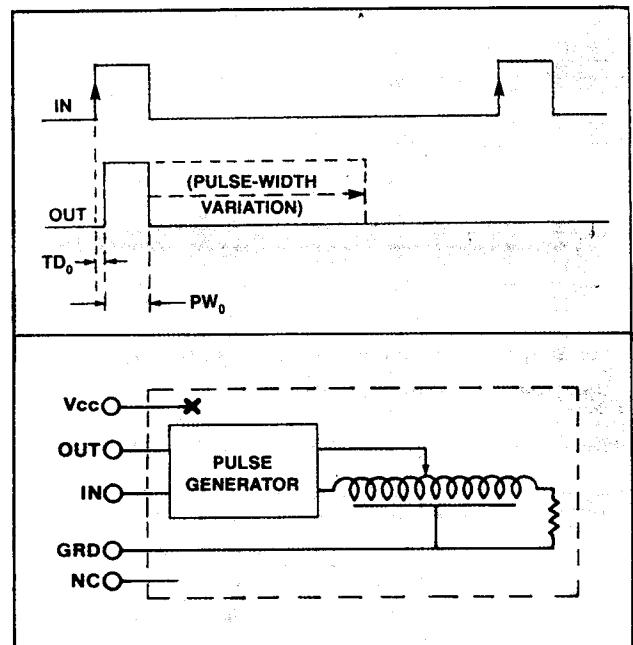 IN
(PULSE-WIDTH
VARIATION)
OUT
TD₀
PW₀
Vcc
OUT
PULSE
GENERATOR
IN
GRD
NC